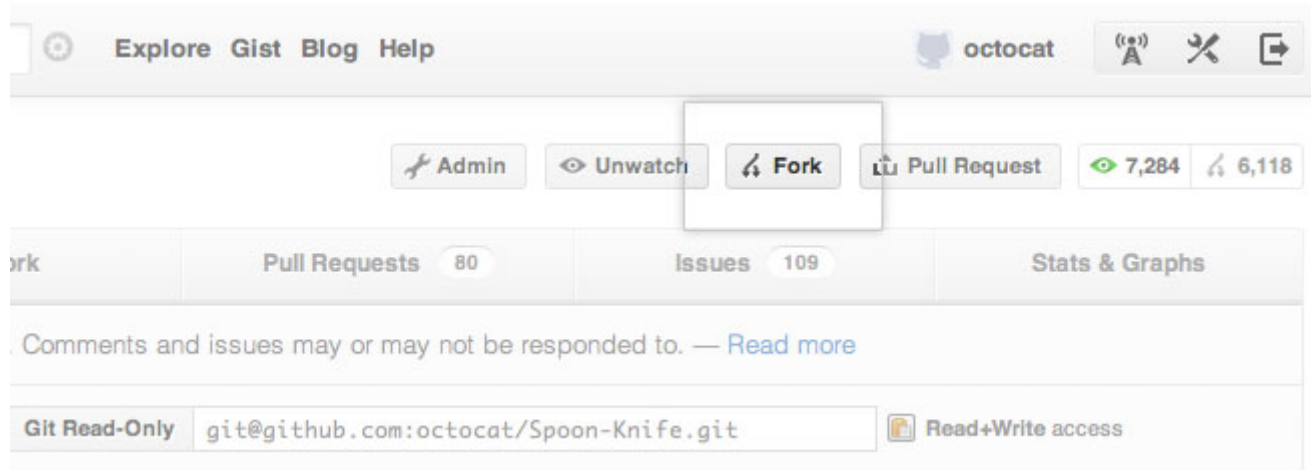 Explore Gist Blog Help octocat
Admin Unwatch Fork Pull Request 7,284 6,118
Pull Requests 80 Issues 109 Stats & Graphs
. Comments and issues may or may not be responded to. — Read more
Git Read-Only git@github.com:octocat/Spoon-Knife.git Read+Write access